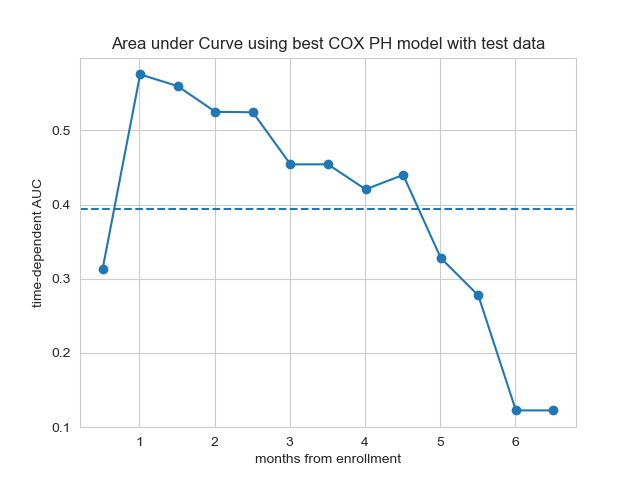 Area under Curve using best COX PH model with test data
time-dependent AUC
0.5
0.4
0.3
0.2
0.1
1 2 3 4 5 6
months from enrollment